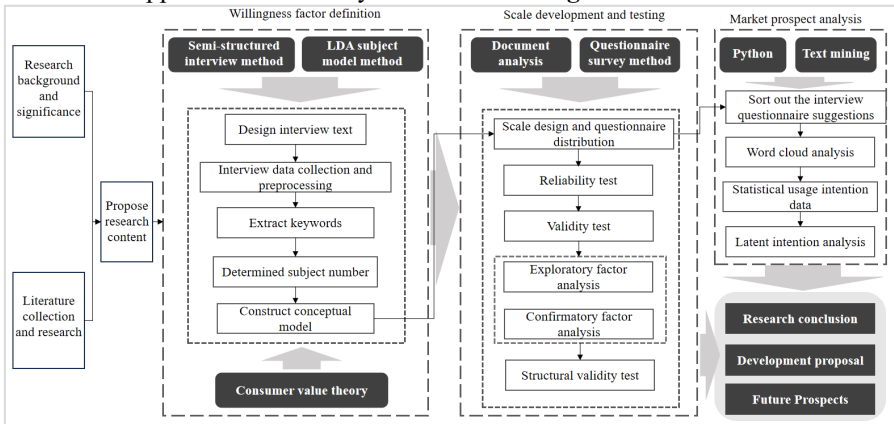 Willingness factor definition
Scale development and testing
Market prospect analysis
Research
background
and
significance
Literature
collection
and research
Propose
research
content
Semi-structured
interview method
LDA subject
model method
Design interview text
Interview data collection and
preprocessing
Extract keywords
Determined subject number
Construct conceptual
model
Consumer value theory
Document
analysis
Questionnaire
survey method
Scale design and questionnaire
distribution
Reliability test
Validity test
Exploratory factor
analysis
Confirmatory factor
analysis
Structural validity test
Python
Text mining
Sort out the interview
questionnaire suggestions
Word cloud analysis
Statistical usage intention
data
Latent intention analysis
Research conclusion
Development proposal
Future Prospects